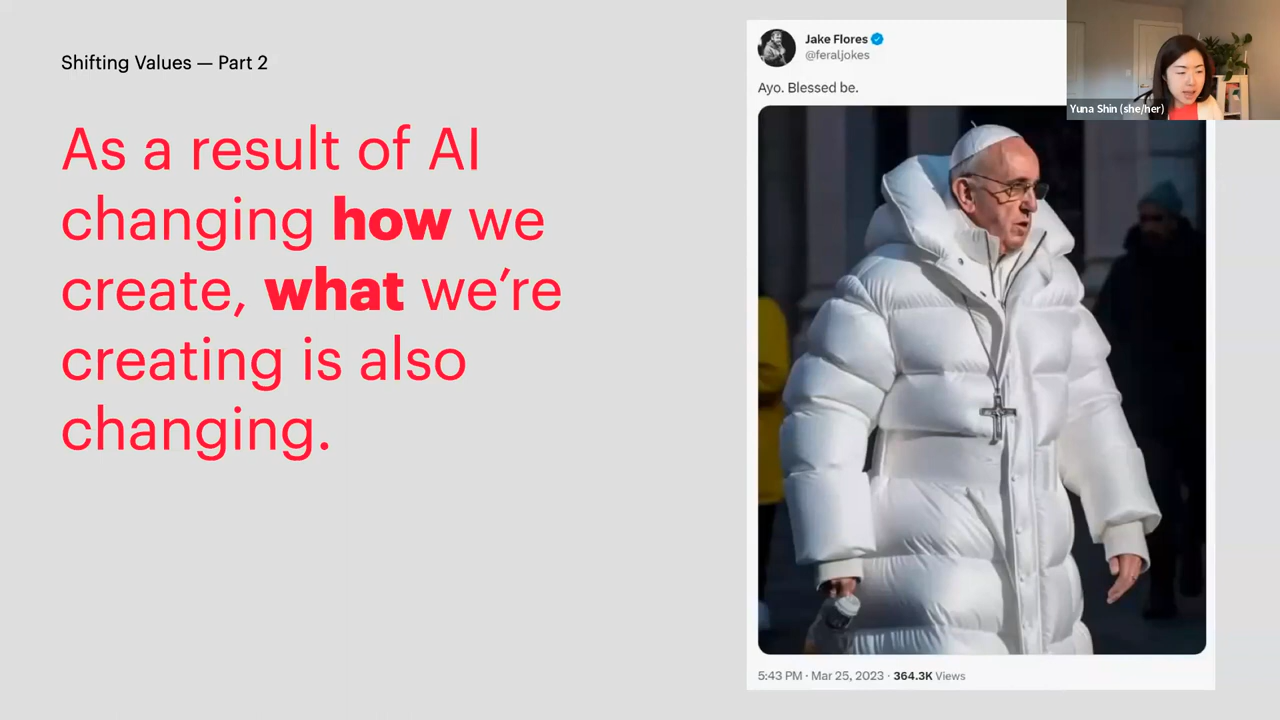 Shifting Values — Part 2
As a result of AI
changing how we
create, what we’re
creating is also
changing.
Jake Flores
@feraljokes
Ayo. Blessed be.
5:43 PM · Mar 25, 2023 · 364.3K Views
Yuna Shin (she/her)